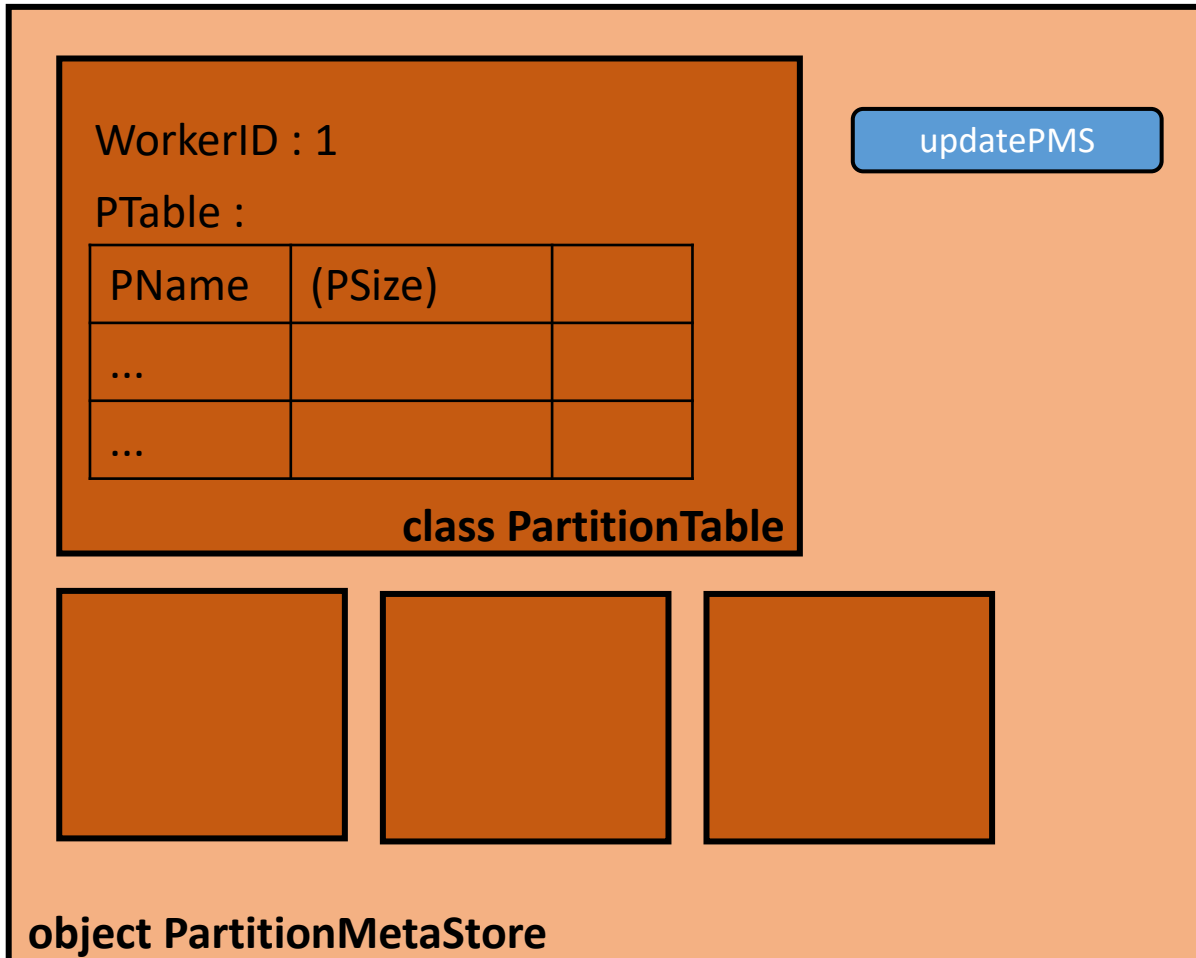 WorkerID : 1
updatePMS
PTable :
PName (PSize)
...
...
class PartitionTable
object PartitionMetaStore